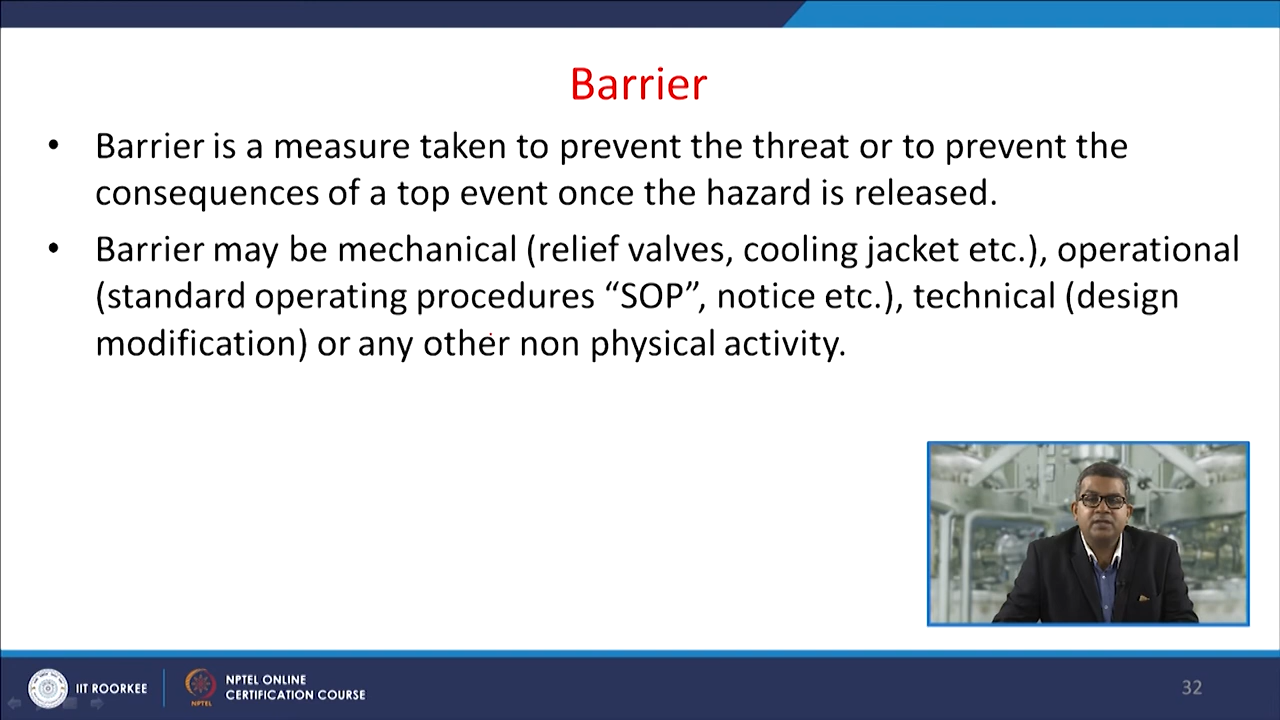 Barrier
• Barrier is a measure taken to prevent the threat or to prevent the
consequences of a top event once the hazard is released.
• Barrier may be mechanical (relief valves, cooling jacket etc.), operational
(standard operating procedures “SOP”, notice etc.), technical (design
modification) or any other non physical activity.
IIT ROORKEE
NPTEL
NPTEL ONLINE
CERTIFICATION COURSE
32